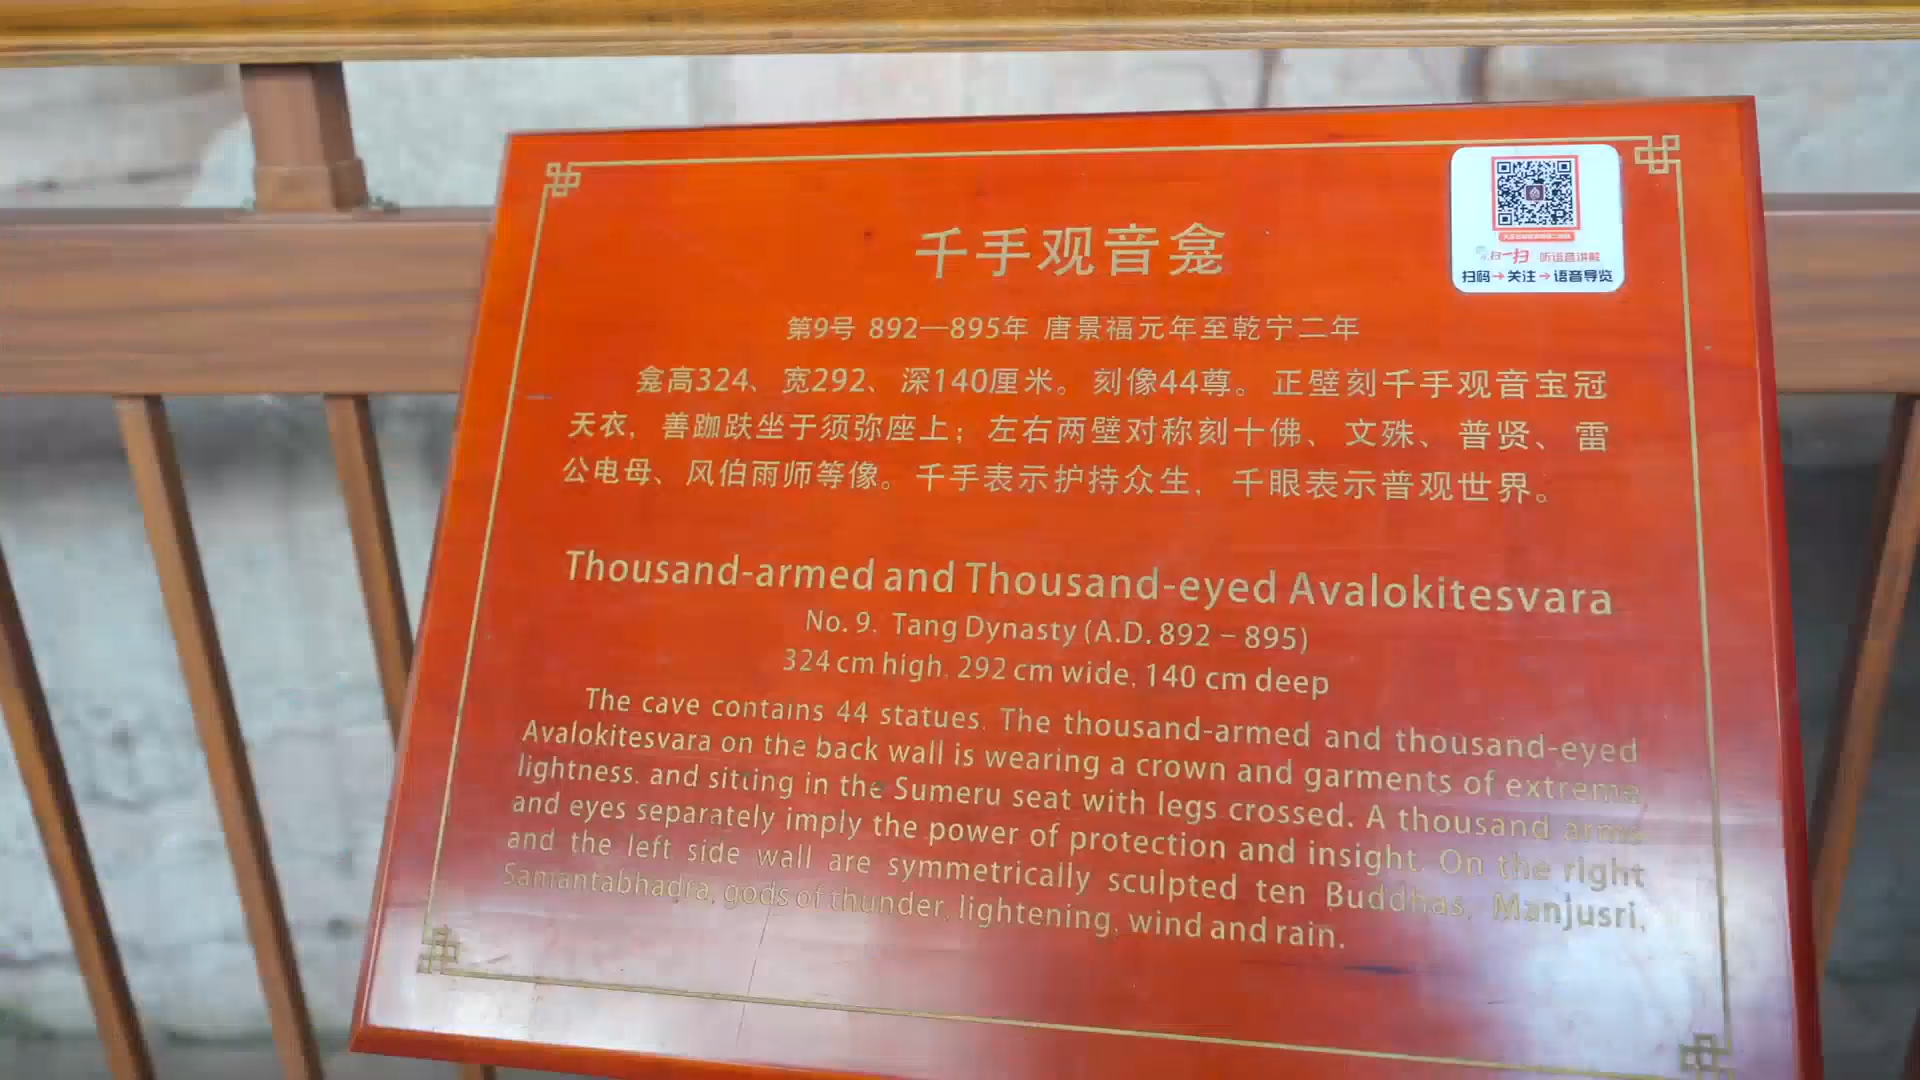 千手观音龛
第9号 892—895年 唐景福元年至乾宁二年
龛高324、宽292、深140厘米。刻像44尊。正壁刻千手观音宝冠
天衣，善跏趺坐于须弥座上；左右两壁对称刻十佛、文殊、普贤、雷
公电母、风伯雨师等像。千手表示护持众生，千眼表示普观世界。
Thousand-armed and Thousand-eyed Avalokitesvara
No. 9. Tang Dynasty (A.D. 892 – 895)
324 cm high, 292 cm wide, 140 cm deep
The cave contains 44 statues. The thousand-armed and thousand-eyed
Avalokitesvara on the back wall is wearing a crown and garments of extreme
lightness, and sitting in the Sumeru seat with legs crossed. A thousand arms
and eyes separately imply the power of protection and insight. On the right
and the left side wall are symmetrically sculpted ten Buddhas, Manjusri,
Samantabhadra, gods of thunder, lightening, wind and rain.
扫一扫 听语音讲解
扫码→关注→语音导览